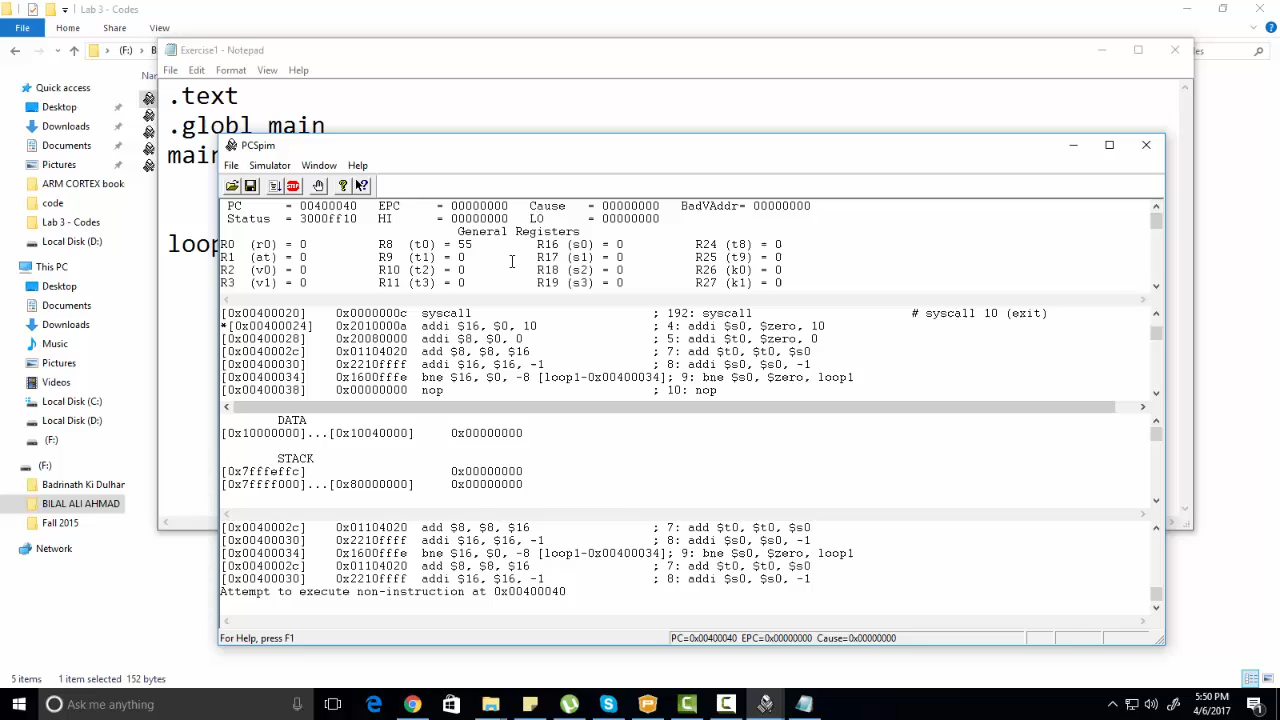 Lab 3 - Codes
File Home Share View
(F:) B es
Quick access
Desktop
Downloads
Documents
Pictures
ARM CORTEX book
code
Lab 3 - Codes
Local Disk (D:)
This PC
Desktop
Documents
Downloads
Music
Pictures
Videos
Local Disk (C:)
Local Disk (D:)
(F:)
(F:)
Badrinath Ki Dulhar
BILAL ALI AHMAD
Fall 2015
Network
5 items 1 item selected 152 bytes
Nar
Exercise1 - Notepad
File Edit Format View Help
.text
.globl main
main
loop
PCSpim
File Simulator Window Help
PC = 00400040 EPC = 00000000 Cause = 00000000 BadVAddr= 00000000
Status = 3000ff10 HI = 00000000 LO = 00000000
General Registers
R0 (r0) = 0 R8 (t0) = 55 R16 (s0) = 0 R24 (t8) = 0
R1 (at) = 0 R9 (t1) = 0 R17 (s1) = 0 R25 (t9) = 0
R2 (v0) = 0 R10 (t2) = 0 R18 (s2) = 0 R26 (k0) = 0
R3 (v1) = 0 R11 (t3) = 0 R19 (s3) = 0 R27 (k1) = 0
[0x00400020] 0x0000000c syscall ; 192: syscall # syscall 10 (exit)
*[0x00400024] 0x2010000a addi $16, $0, 10 ; 4: addi $s0, $zero, 10
[0x00400028] 0x20080000 addi $8, $0, 0 ; 5: addi $t0, $zero, 0
[0x0040002c] 0x01104020 add $8, $8, $16 ; 7: add $t0, $t0, $s0
[0x00400030] 0x2210ffff addi $16, $16, -1 ; 8: addi $s0, $s0, -1
[0x00400034] 0x1600fffe bne $16, $0, -8 [loop1-0x00400034]; 9: bne $s0, $zero, loop1
[0x00400038] 0x00000000 nop ; 10: nop
DATA
[0x10000000]...[0x10040000] 0x00000000
STACK
[0x7fffeffc] 0x00000000
[0x7ffff000]...[0x80000000] 0x00000000
[0x0040002c] 0x01104020 add $8, $8, $16 ; 7: add $t0, $t0, $s0
[0x00400030] 0x2210ffff addi $16, $16, -1 ; 8: addi $s0, $s0, -1
[0x00400034] 0x1600fffe bne $16, $0, -8 [loop1-0x00400034]; 9: bne $s0, $zero, loop1
[0x0040002c] 0x01104020 add $8, $8, $16 ; 7: add $t0, $t0, $s0
[0x00400030] 0x2210ffff addi $16, $16, -1 ; 8: addi $s0, $s0, -1
Attempt to execute non-instruction at 0x00400040
For Help, press F1 PC=0x00400040 EPC=0x00000000 Cause=0x00000000
Ask me anything
5:50 PM
4/6/2017